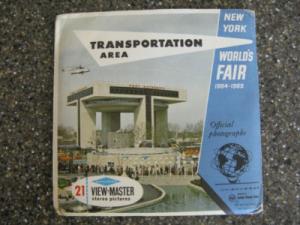 NEW
YORK
TRANSPORTATION
AREA
WORLD'S
FAIR
1964-1965
Official
photographs
21
VIEW-MASTER
stereo pictures